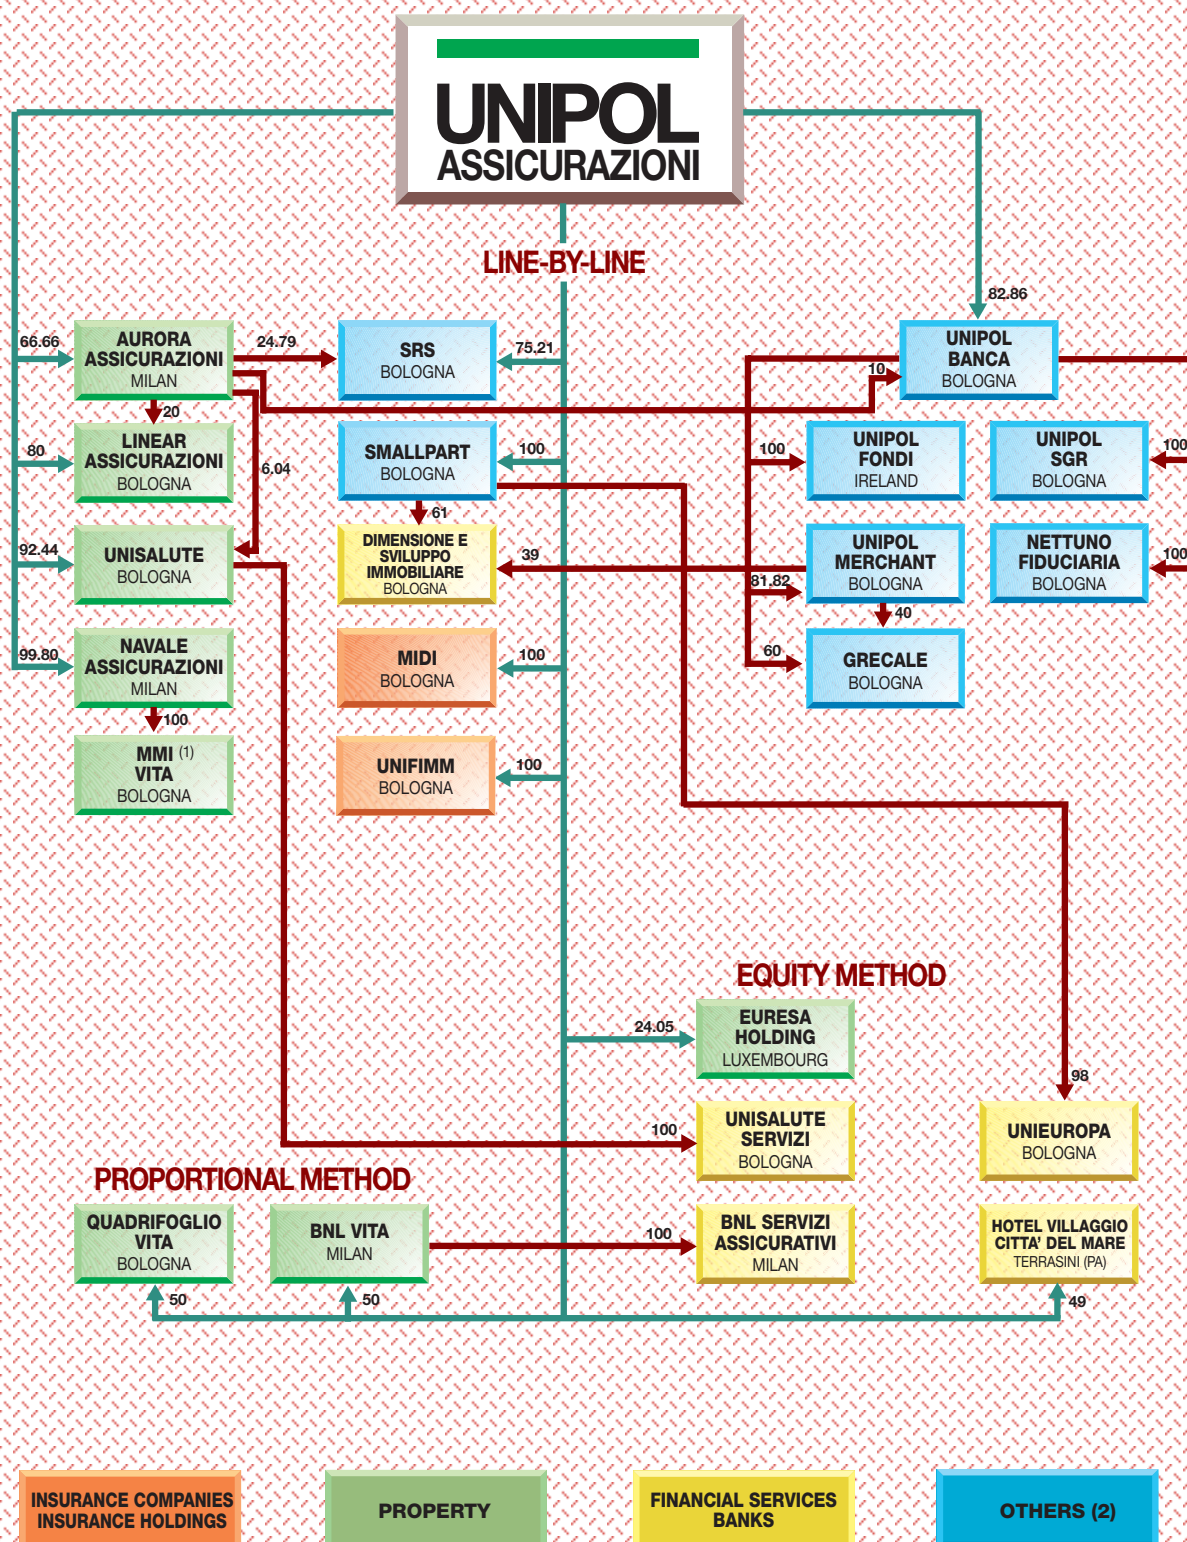 UNIPOL
ASSICURAZIONI
LINE-BY-LINE
82.86
66.66
AURORA
ASSICURAZIONI
MILAN
24.79
SRS
BOLOGNA
75.21
UNIPOL
BANCA
BOLOGNA
10
20
80
LINEAR
ASSICURAZIONI
BOLOGNA
6.04
SMALLPART
BOLOGNA
100
100
UNIPOL
FONDI
IRELAND
UNIPOL
SGR
BOLOGNA
100
61
92.44
UNISALUTE
BOLOGNA
DIMENSIONE E
SVILUPPO
IMMOBILIARE
BOLOGNA
39
81.82
UNIPOL
MERCHANT
BOLOGNA
NETTUNO
FIDUCIARIA
BOLOGNA
100
40
99.80
NAVALE
ASSICURAZIONI
MILAN
MIDI
BOLOGNA
100
60
GRECALE
BOLOGNA
100
MMI (1)
VITA
BOLOGNA
UNIFIMM
BOLOGNA
100
EQUITY METHOD
24.05
EURESA
HOLDING
LUXEMBOURG
98
100
UNISALUTE
SERVIZI
BOLOGNA
UNIEUROPA
BOLOGNA
PROPORTIONAL METHOD
QUADRIFOGLIO
VITA
BOLOGNA
BNL VITA
MILAN
100
BNL SERVIZI
ASSICURATIVI
MILAN
HOTEL VILLAGGIO
CITTA' DEL MARE
TERRASINI (PA)
50
50
49
INSURANCE COMPANIES
INSURANCE HOLDINGS
PROPERTY
FINANCIAL SERVICES
BANKS
OTHERS (2)